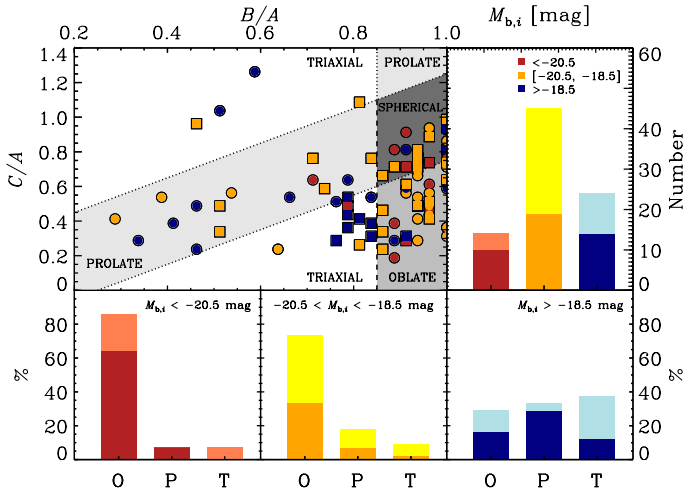 B/A
M_b,i [mag]
0.2 0.4 0.6 0.8 1.0
1.4
1.2
1.0
0.8
0.6
0.4
0.2
0
C/A
TRIAXIAL
PROLATE
SPHERICAL
PROLATE
TRIAXIAL
OBLATE
<−20.5
[−20.5, −18.5]
>−18.5
60
50
40
30
20
10
0
Number
M_b,i < −20.5 mag
−20.5 < M_b,i < −18.5 mag
M_b,i > −18.5 mag
80
60
40
20
0
%
80
60
40
20
0
%
O P T
O P T
O P T